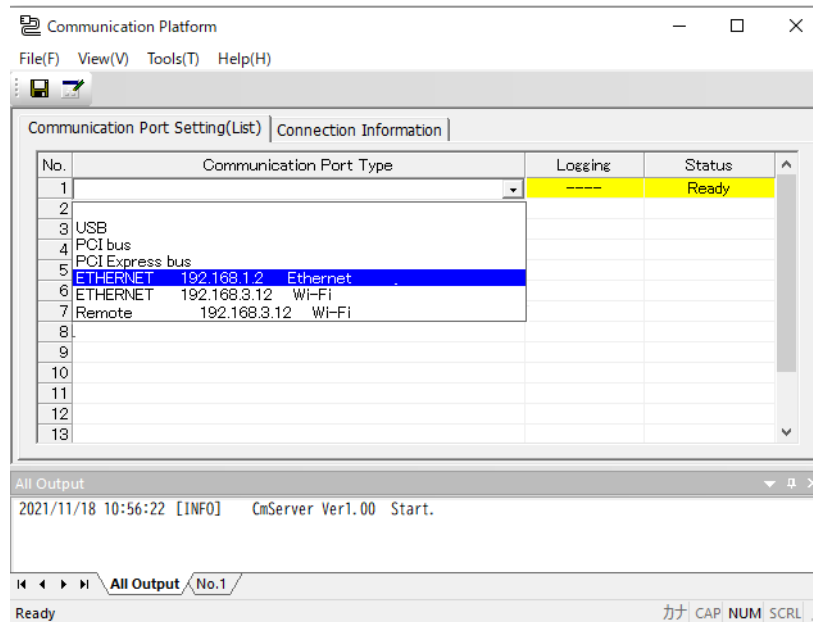 Communication Platform
File(F) View(V) Tools(T) Help(H)
Communication Port Setting(List) Connection Information
No. Communication Port Type Logging Status
1 ---- Ready
2
3 USB
4 PCI bus
PCI Express bus
5 ETHERNET 192.168.1.2 Ethernet
6 ETHERNET 192.168.3.12 Wi-Fi
7 Remote 192.168.3.12 Wi-Fi
8
9
10
11
12
13
All Output
2021/11/18 10:56:22 [INFO] CmServer Ver1.00 Start.
All Output No.1
Ready カナ CAP NUM SCRL